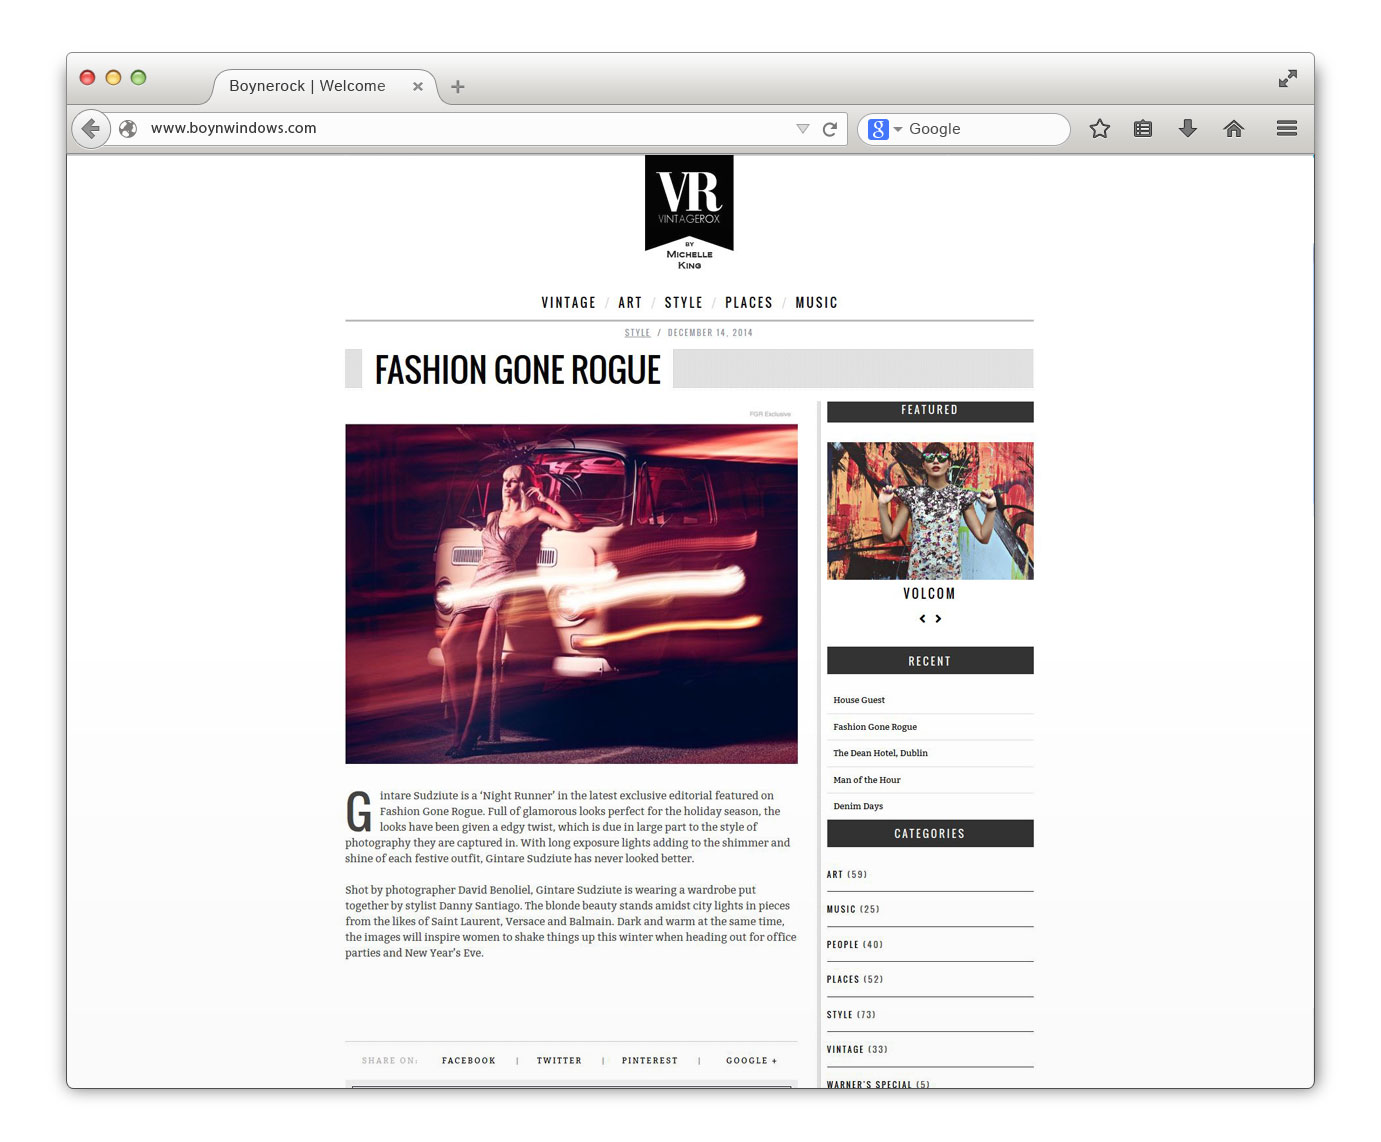 Boynerock | Welcome
www.boynwindows.com
Google
VR
VINTAGEROX
BY
MICHELLE
KING
VINTAGE / ART / STYLE / PLACES / MUSIC
STYLE / DECEMBER 14, 2014
FASHION GONE ROGUE
FGR Exclusive
Gintare Sudziute is a ‘Night Runner’ in the latest exclusive editorial featured on
Fashion Gone Rogue. Full of glamorous looks perfect for the holiday season, the
looks have been given a edgy twist, which is due in large part to the style of
photography they are captured in. With long exposure lights adding to the shimmer and
shine of each festive outfit, Gintare Sudziute has never looked better.
Shot by photographer David Benoliel, Gintare Sudziute is wearing a wardrobe put
together by stylist Danny Santiago. The blonde beauty stands amidst city lights in pieces
from the likes of Saint Laurent, Versace and Balmain. Dark and warm at the same time,
the images will inspire women to shake things up this winter when heading out for office
parties and New Year’s Eve.
SHARE ON: FACEBOOK | TWITTER | PINTEREST | GOOGLE +
FEATURED
VOLCOM
RECENT
House Guest
Fashion Gone Rogue
The Dean Hotel, Dublin
Man of the Hour
Denim Days
CATEGORIES
ART (59)
MUSIC (25)
PEOPLE (40)
PLACES (52)
STYLE (73)
VINTAGE (33)
WARNER'S SPECIAL (5)